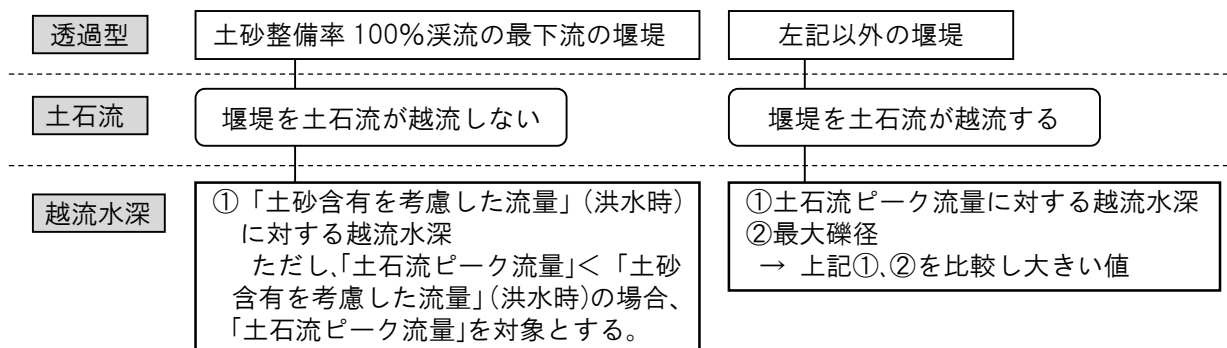 透過型
土砂整備率100%渓流の最下流の堰堤
左記以外の堰堤
土石流
堰堤を土石流が越流しない
堰堤を土石流が越流する
越流水深
①「土砂含有を考慮した流量」(洪水時)
に対する越流水深
ただし、「土石流ピーク流量」<「土砂
含有を考慮した流量」(洪水時)の場合、
「土石流ピーク流量」を対象とする。
①土石流ピーク流量に対する越流水深
②最大礫径
→ 上記①、②を比較し大きい値